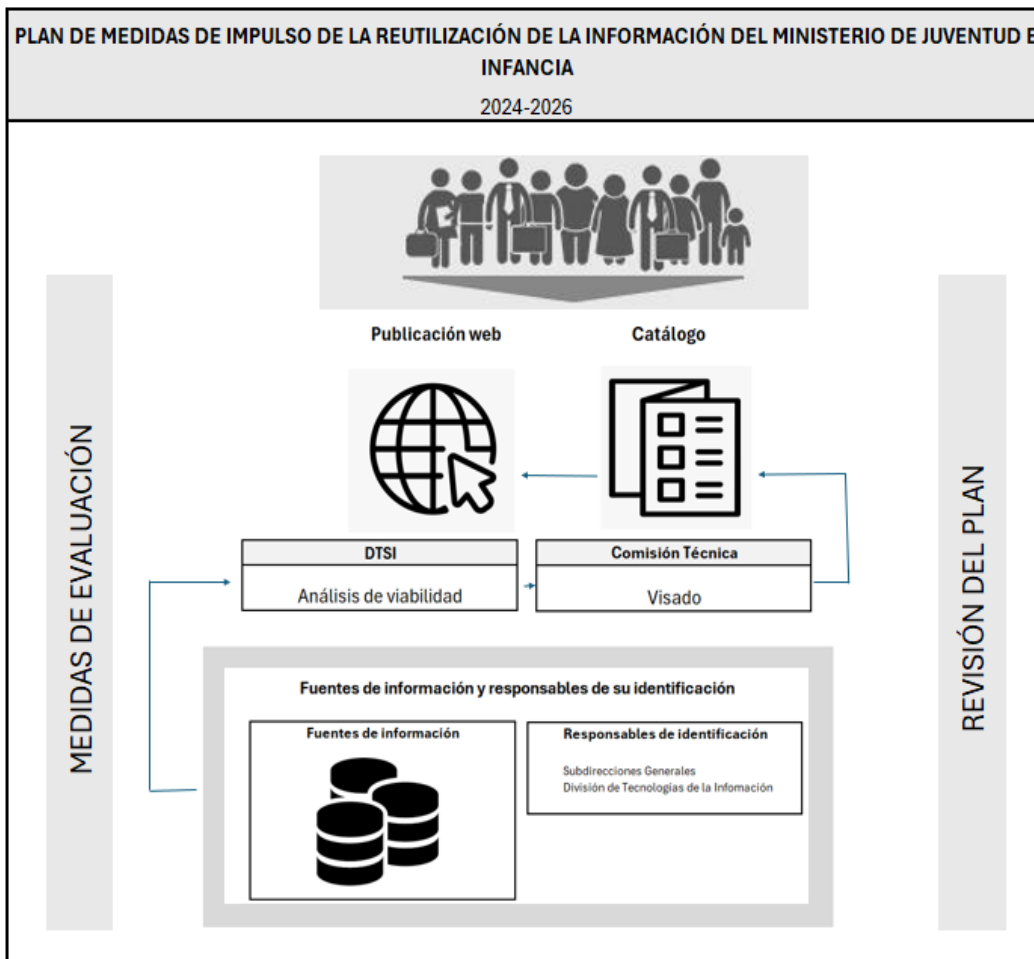 PLAN DE MEDIDAS DE IMPULSO DE LA REUTILIZACIÓN DE LA INFORMACIÓN DEL MINISTERIO DE JUVENTUD E
INFANCIA
2024-2026
Publicación web
Catálogo
MEDIDAS DE EVALUACIÓN
REVISIÓN DEL PLAN
DTSI
Análisis de viabilidad
Comisión Técnica
Visado
Fuentes de información y responsables de su identificación
Fuentes de información
Responsables de identificación
Subdirecciones Generales
División de Tecnologías de la Infomación